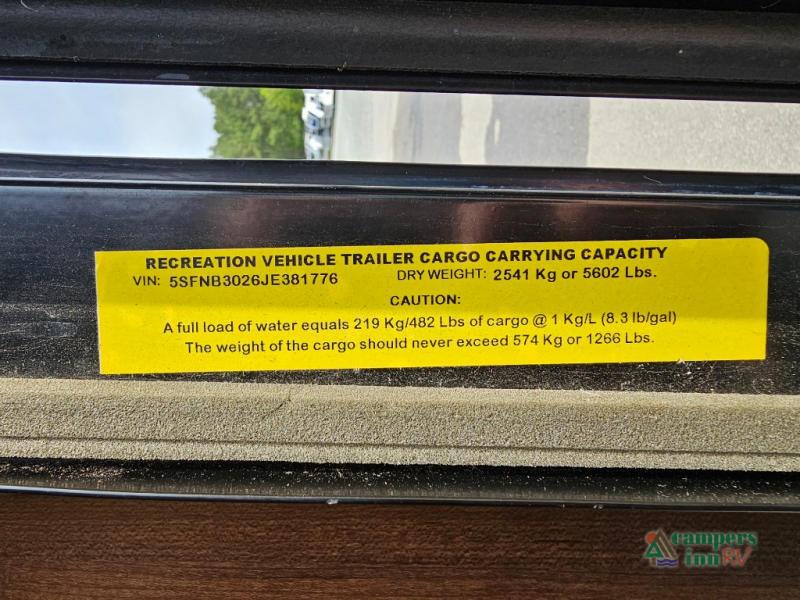 RECREATION VEHICLE TRAILER CARGO CARRYING CAPACITY
VIN: 5SFNB3026JE381776 DRY WEIGHT: 2541 Kg or 5602 Lbs.
CAUTION:
A full load of water equals 219 Kg/482 Lbs of cargo @ 1 Kg/L (8.3 lb/gal)
The weight of the cargo should never exceed 574 Kg or 1266 Lbs.
campers
inn RV